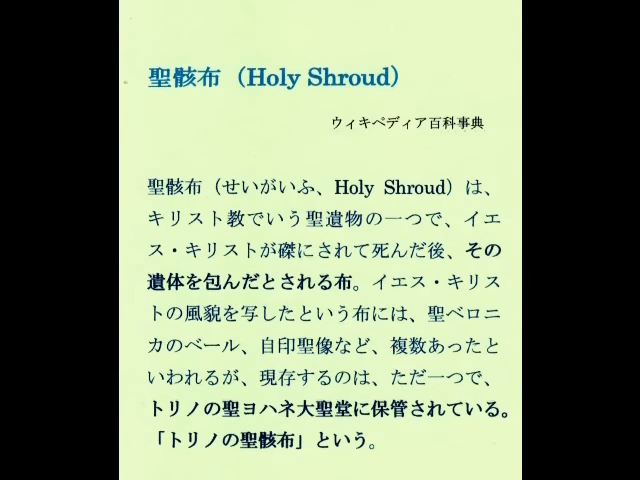 聖骸布（Holy Shroud）
ウィキペディア百科事典
聖骸布（せいがいふ、Holy Shroud）は、
キリスト教でいう聖遺物の一つで、イエ
ス・キリストが磔にされて死んだ後、その
遺体を包んだとされる布。イエス・キリス
トの風貌を写したという布には、聖ベロニ
カのベール、自印聖像など、複数あったと
いわれるが、現存するのは、ただ一つで、
トリノの聖ヨハネ大聖堂に保管されている。
「トリノの聖骸布」という。